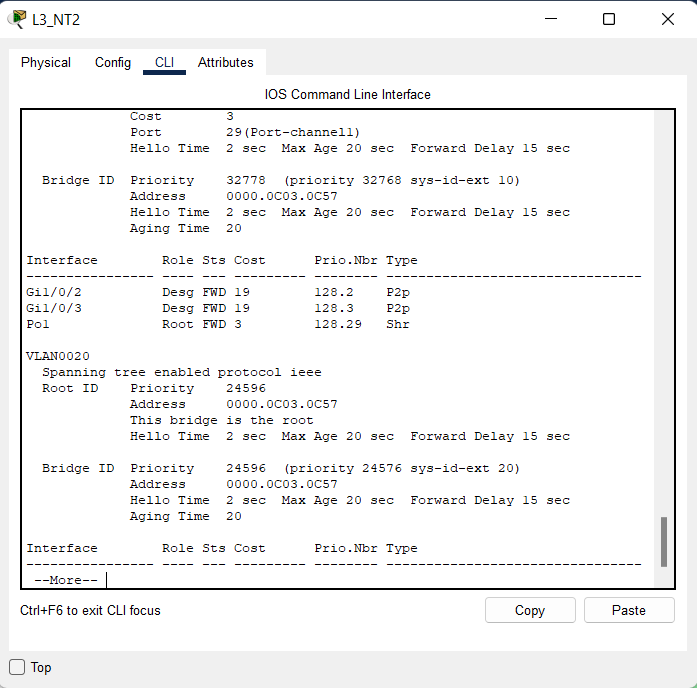 L3_NT2
Physical Config CLI Attributes
IOS Command Line Interface
Cost 3
Port 29(Port-channel1)
Hello Time 2 sec Max Age 20 sec Forward Delay 15 sec
Bridge ID Priority 32778 (priority 32768 sys-id-ext 10)
Address 0000.0C03.0C57
Hello Time 2 sec Max Age 20 sec Forward Delay 15 sec
Aging Time 20
Interface Role Sts Cost Prio.Nbr Type
---------------- ---- --- --------- -------- --------------------------------
Gi1/0/2 Desg FWD 19 128.2 P2p
Gi1/0/3 Desg FWD 19 128.3 P2p
Po1 Root FWD 3 128.29 Shr
VLAN0020
Spanning tree enabled protocol ieee
Root ID Priority 24596
Address 0000.0C03.0C57
This bridge is the root
Hello Time 2 sec Max Age 20 sec Forward Delay 15 sec
Bridge ID Priority 24596 (priority 24576 sys-id-ext 20)
Address 0000.0C03.0C57
Hello Time 2 sec Max Age 20 sec Forward Delay 15 sec
Aging Time 20
Interface Role Sts Cost Prio.Nbr Type
---------------- ---- --- --------- -------- --------------------------------
--More--
Ctrl+F6 to exit CLI focus
Copy Paste
Top